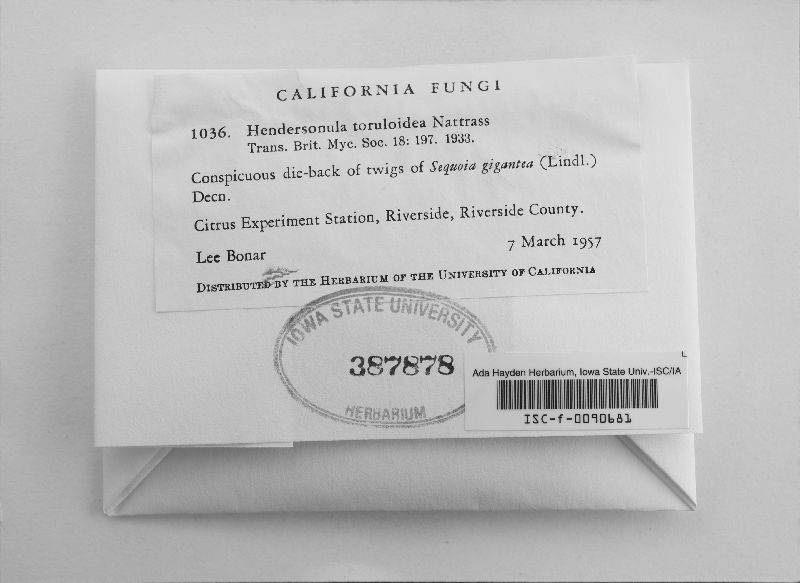 CALIFORNIA FUNGI
1036. Hendersonula toruloidea Nattrass
Trans. Brit. Myc. Soc. 18: 197. 1933.
Conspicuous die-back of twigs of Sequoia gigantea (Lindl.)
Decn.
Citrus Experiment Station, Riverside, Riverside County.
Lee Bonar 7 March 1957
DISTRIBUTED BY THE HERBARIUM OF THE UNIVERSITY OF CALIFORNIA
IOWA STATE UNIVERSITY
387878
HERBARIUM
L
Ada Hayden Herbarium, Iowa State Univ.-ISC/IA
ISC-f-0090681